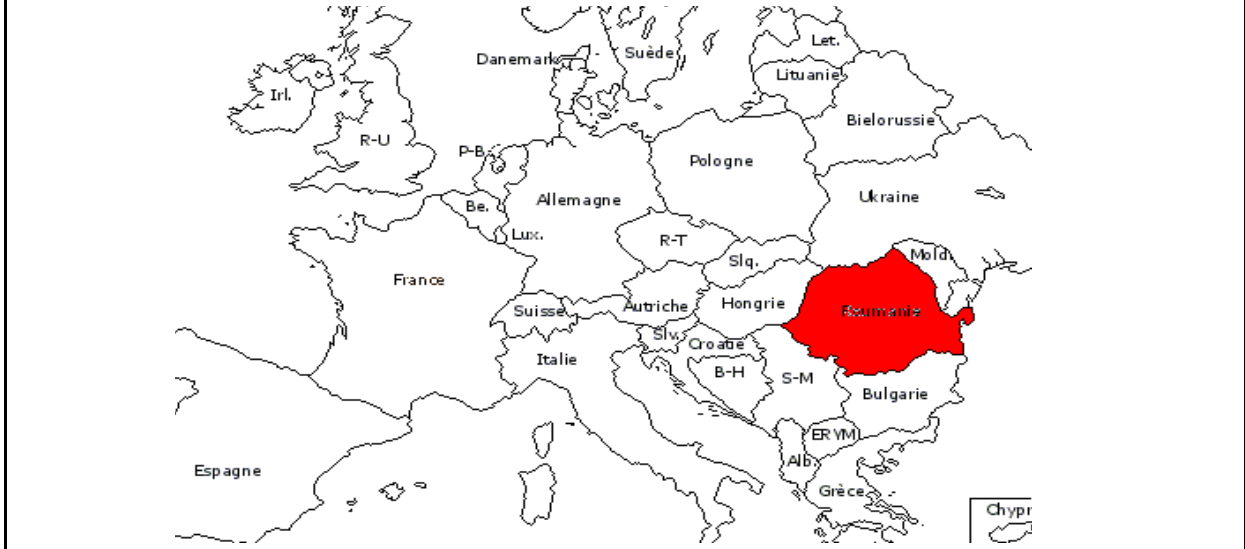 Let.
Suède
Danemark
Lituanie
Irl.
Bielorussie
R-U
P-B.
Pologne
Allemagne
Ukraine
Be.
Lux.
R-T
Mold.
Slq.
France
Hongrie
Autriche
Suisse
Roumanie
Slv.
Croatie
Italie
B-H
S-M
Bulgarie
ERYM
Alb.
Espagne
Grèce
Chypr